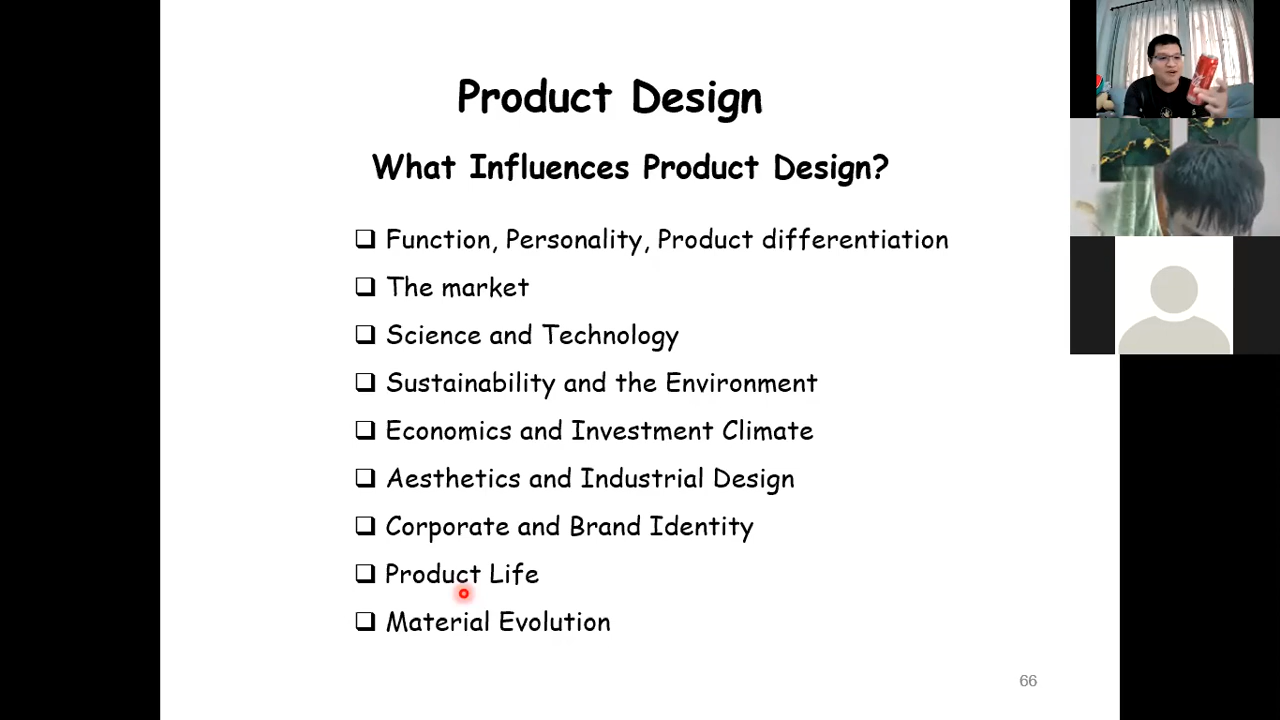 Product Design
What Influences Product Design?
Function, Personality, Product differentiation
The market
Science and Technology
Sustainability and the Environment
Economics and Investment Climate
Aesthetics and Industrial Design
Corporate and Brand Identity
Product Life
Material Evolution
66